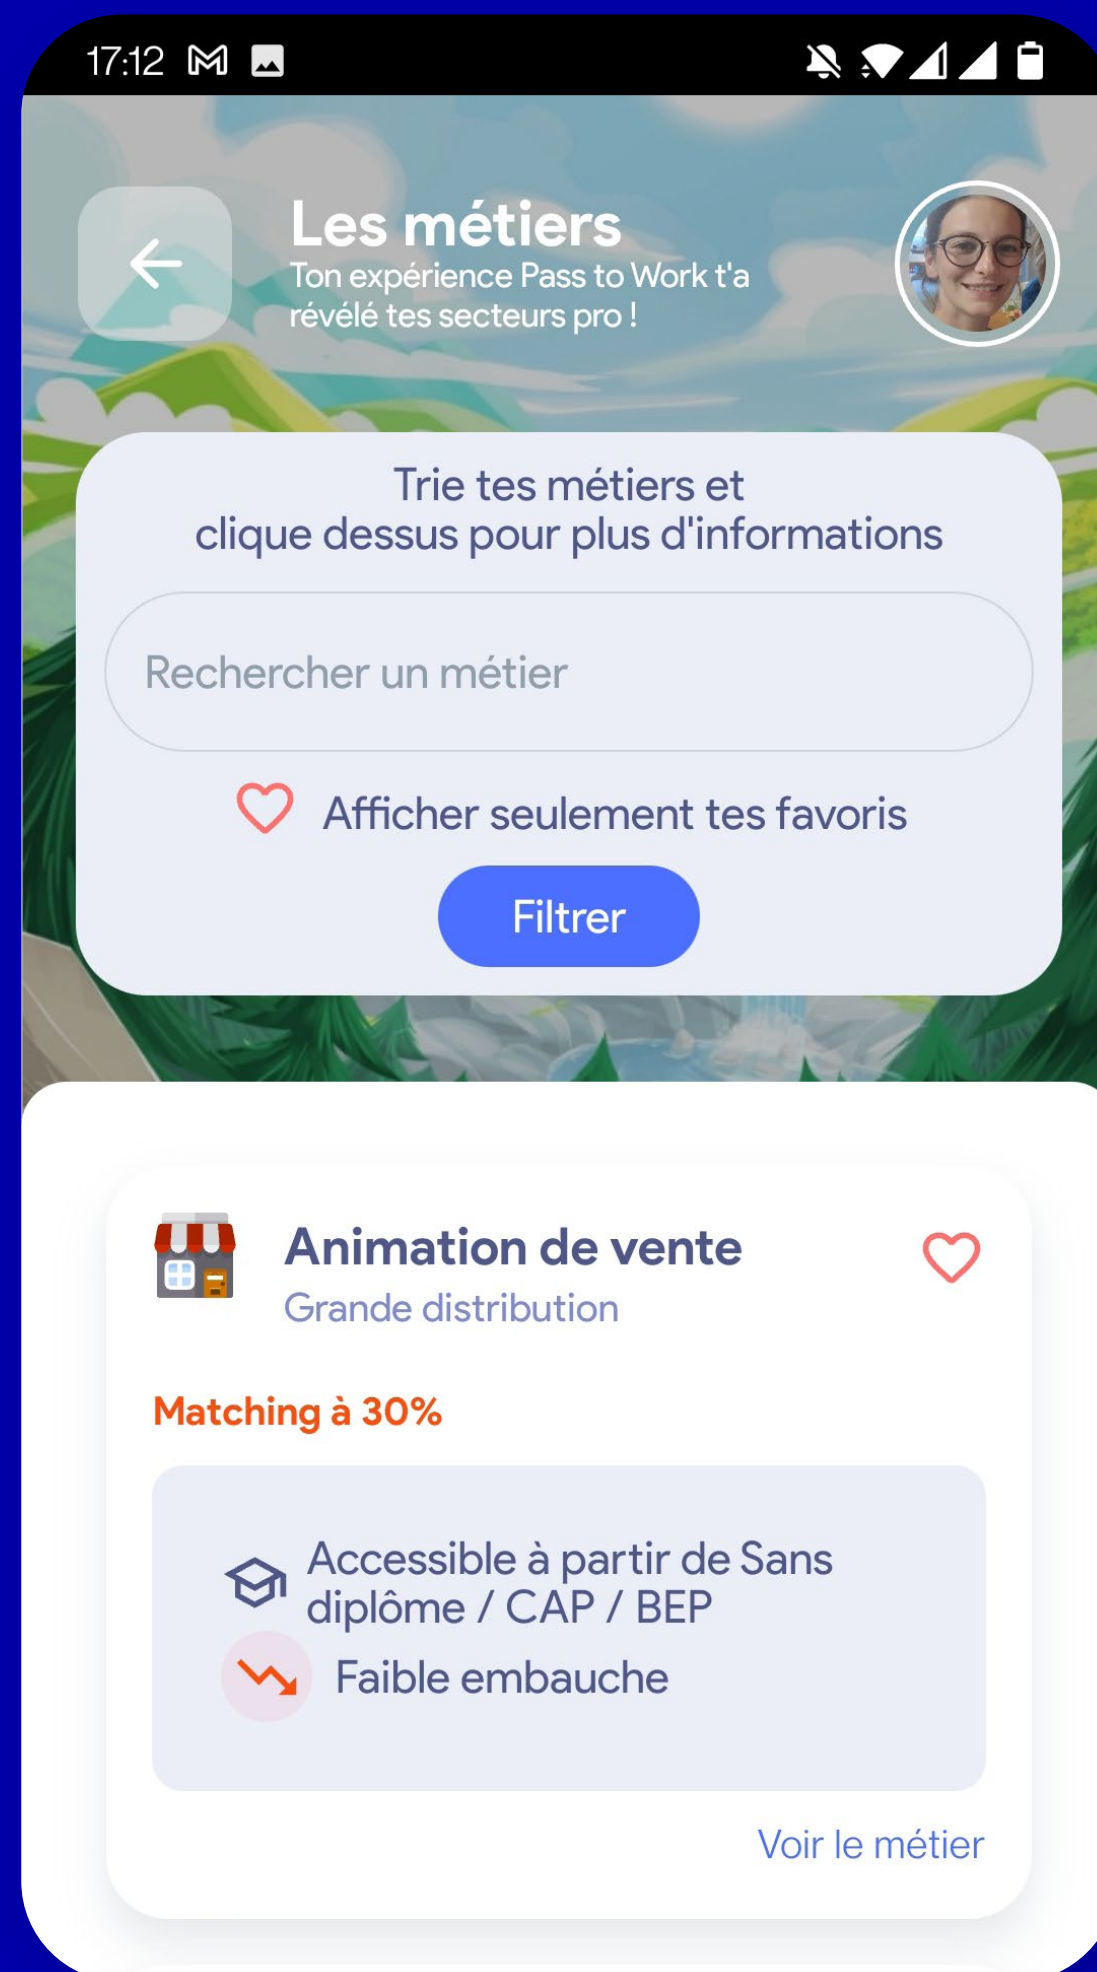 17:12
Les métiers
Ton expérience Pass to Work t'a
révélé tes secteurs pro !
Trie tes métiers et
clique dessus pour plus d'informations
Rechercher un métier
Afficher seulement tes favoris
Filtrer
Animation de vente
Grande distribution
Matching à 30%
Accessible à partir de Sans
diplôme / CAP / BEP
Faible embauche
Voir le métier